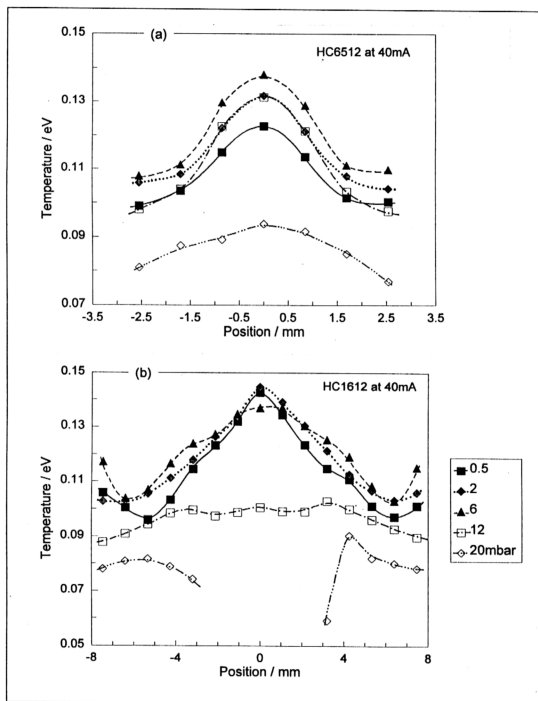 (a)
HC6512 at 40mA
Temperature / eV
0.15
0.13
0.11
0.09
0.07
-3.5 -2.5 -1.5 -0.5 0.5 1.5 2.5 3.5
Position / mm
(b)
HC1612 at 40mA
Temperature / eV
0.15
0.13
0.11
0.09
0.07
0.05
-8 -4 0 4 8
Position / mm
0.5
2
6
12
20mbar